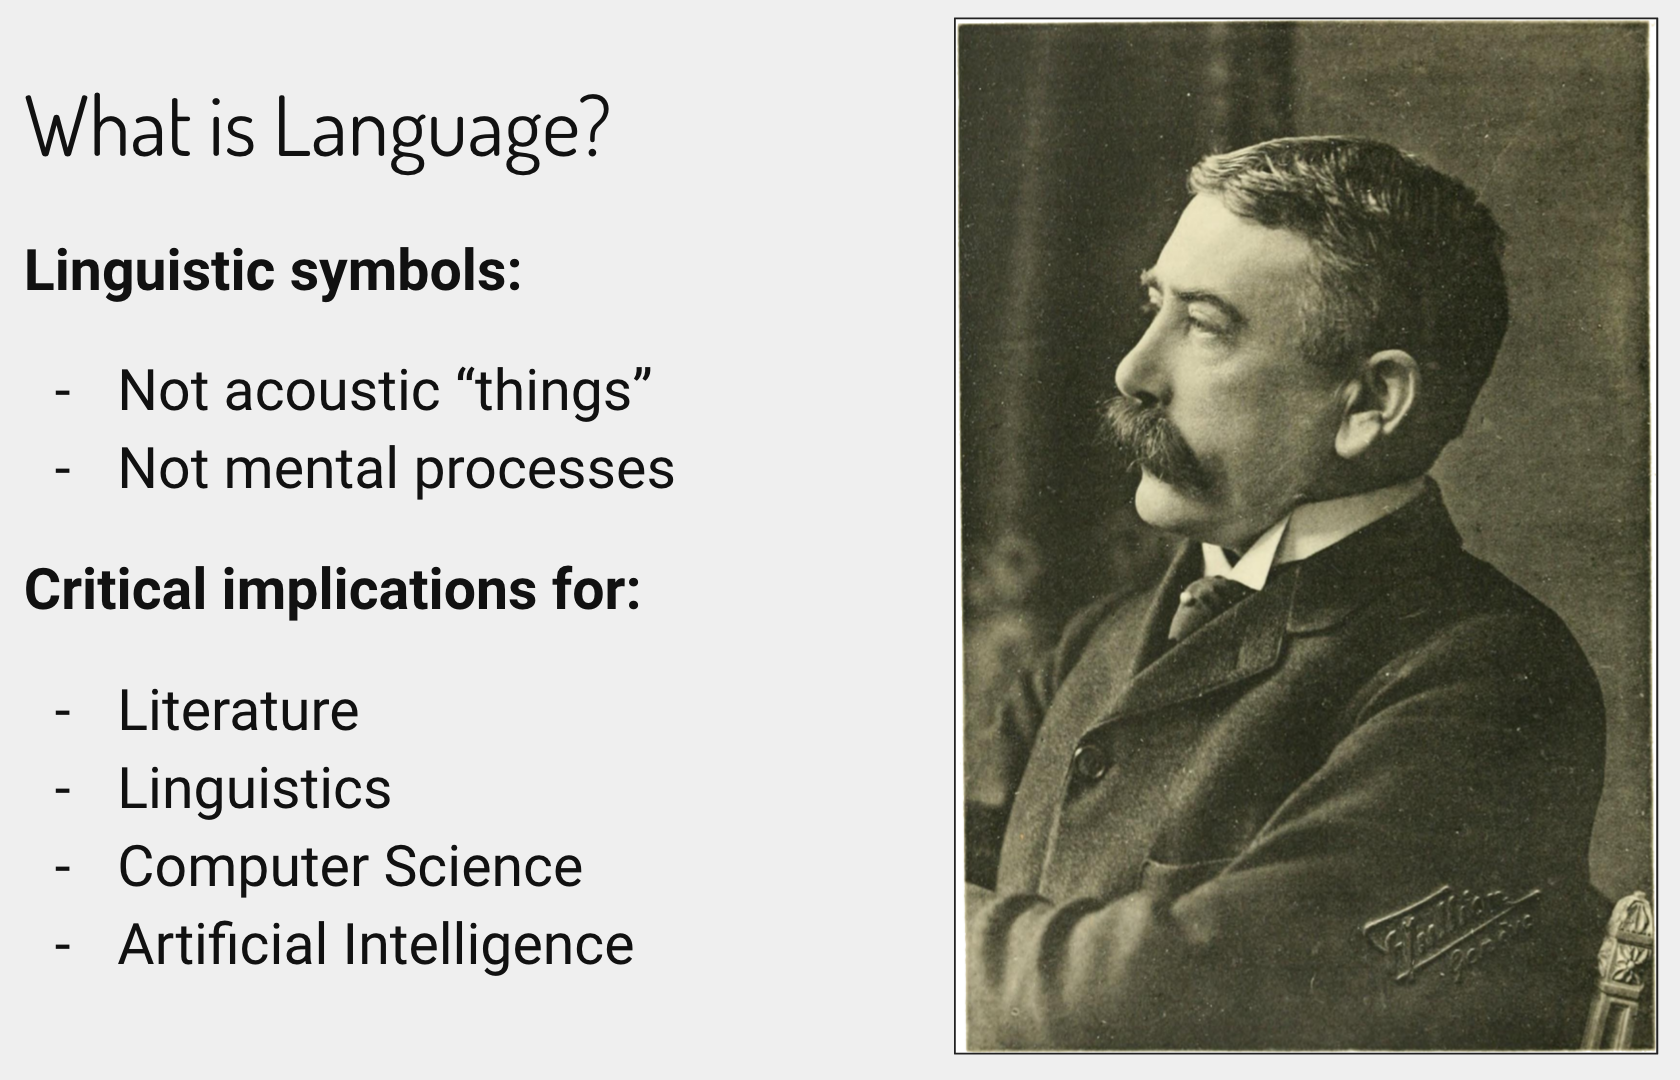 What is Language?
Linguistic symbols:
- Not acoustic “things”
- Not mental processes
Critical implications for:
- Literature
- Linguistics
- Computer Science
- Artificial Intelligence